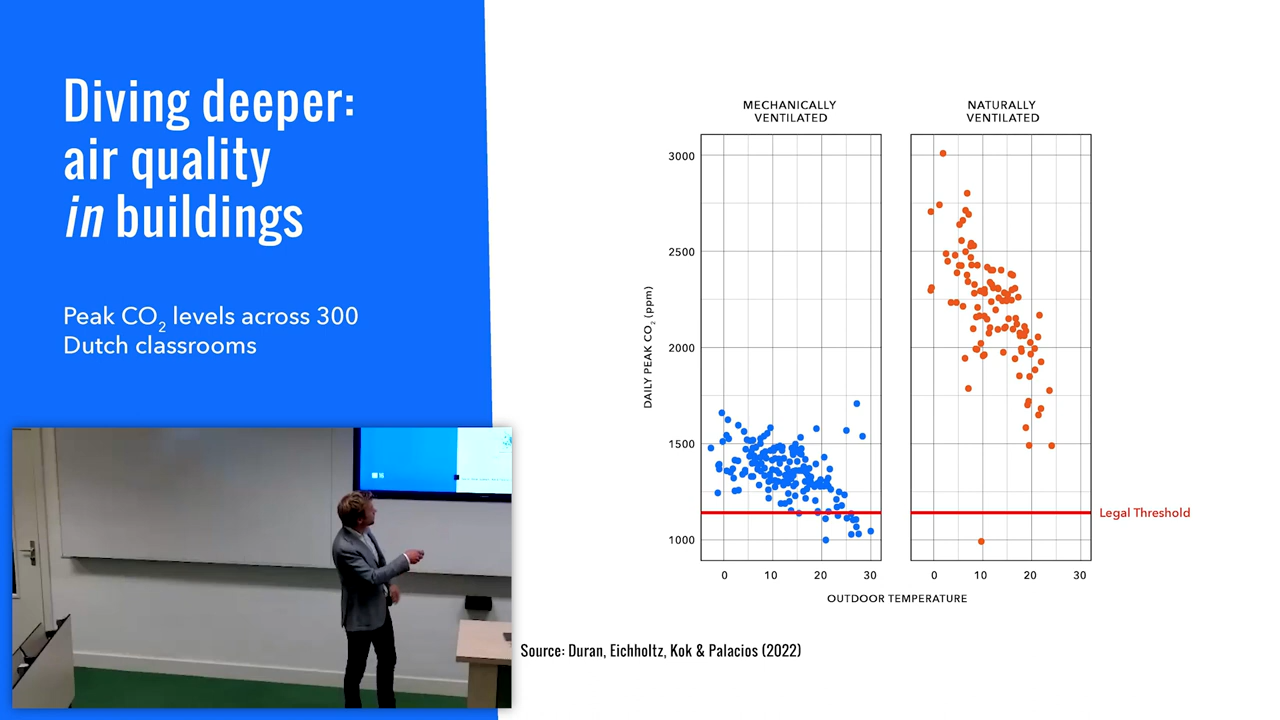 Diving deeper:
air quality
in buildings
Peak CO₂ levels across 300
Dutch classrooms
MECHANICALLY
VENTILATED
NATURALLY
VENTILATED
DAILY PEAK CO₂ (ppm)
3000
2500
2000
1500
1000
Legal Threshold
0 10 20 30
0 10 20 30
OUTDOOR TEMPERATURE
Source: Duran, Eichholtz, Kok & Palacios (2022)